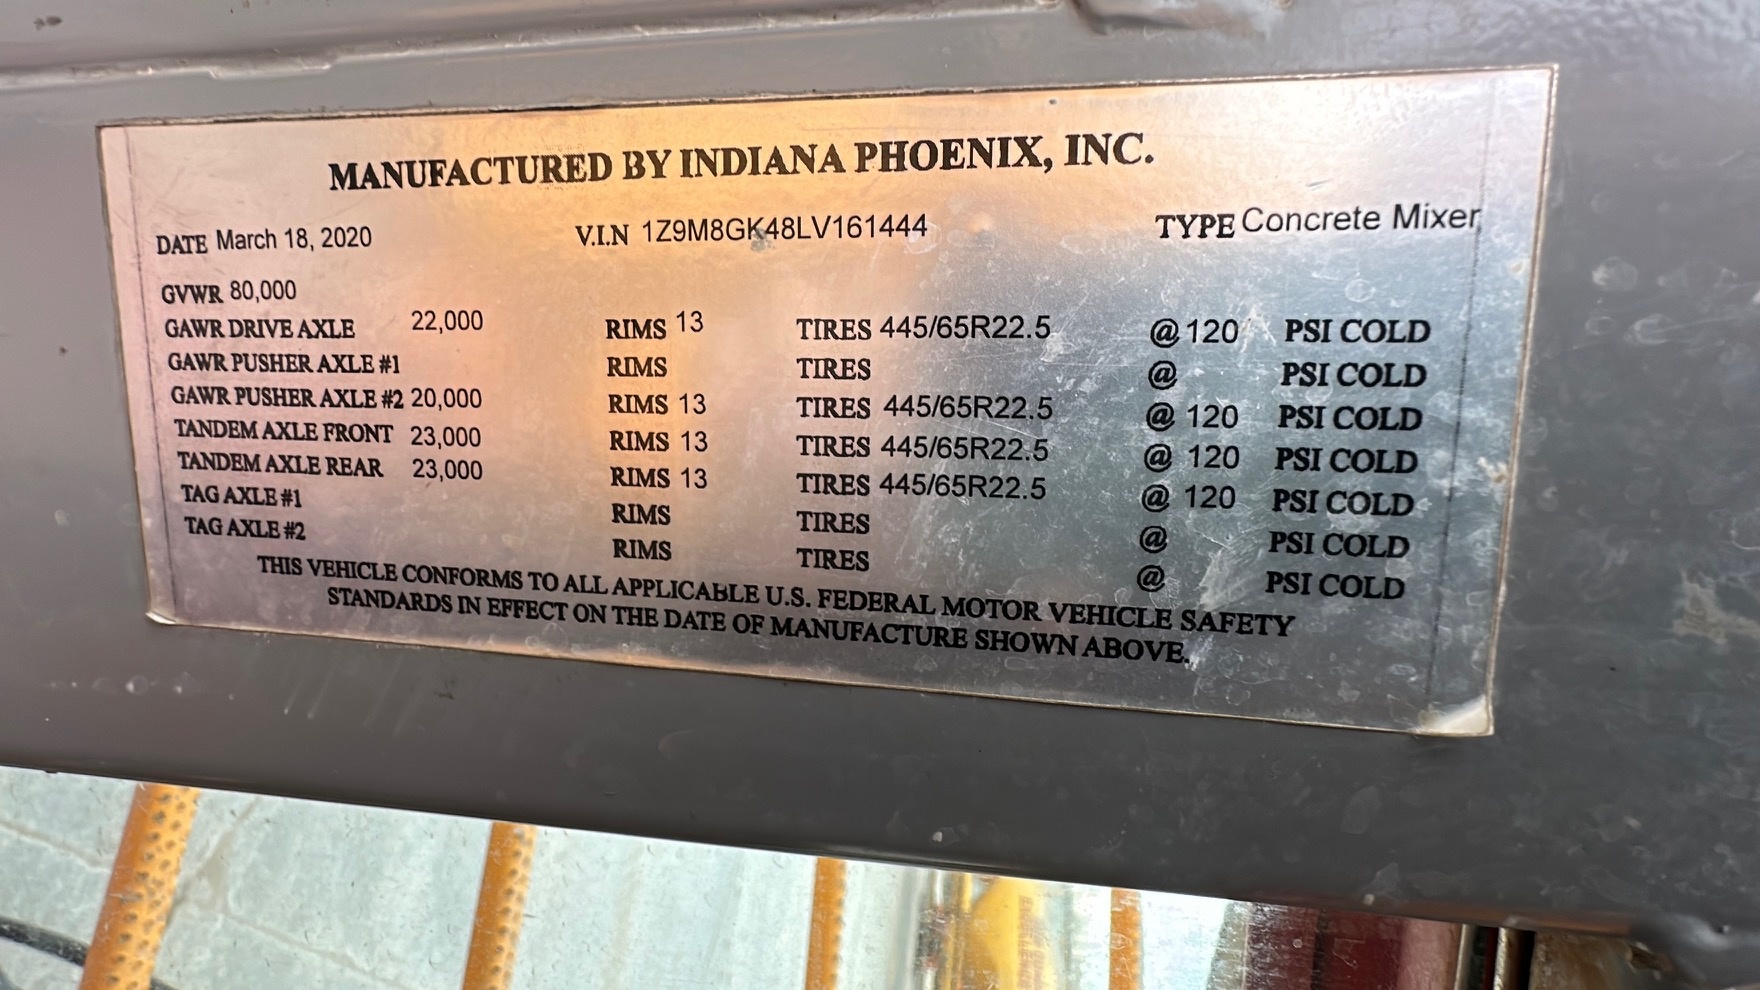 MANUFACTURED BY INDIANA PHOENIX, INC.
DATE March 18, 2020 V.I.N 1Z9M8GK48LV161444 TYPE Concrete Mixer
GVWR 80,000
GAWR DRIVE AXLE 22,000 RIMS 13 TIRES 445/65R22.5 @ 120 PSI COLD
GAWR PUSHER AXLE #1 RIMS TIRES @ PSI COLD
GAWR PUSHER AXLE #2 20,000 RIMS 13 TIRES 445/65R22.5 @ 120 PSI COLD
TANDEM AXLE FRONT 23,000 RIMS 13 TIRES 445/65R22.5 @ 120 PSI COLD
TANDEM AXLE REAR 23,000 RIMS 13 TIRES 445/65R22.5 @ 120 PSI COLD
TAG AXLE #1 RIMS TIRES @ PSI COLD
TAG AXLE #2 RIMS TIRES @ PSI COLD
THIS VEHICLE CONFORMS TO ALL APPLICABLE U.S. FEDERAL MOTOR VEHICLE SAFETY
STANDARDS IN EFFECT ON THE DATE OF MANUFACTURE SHOWN ABOVE.